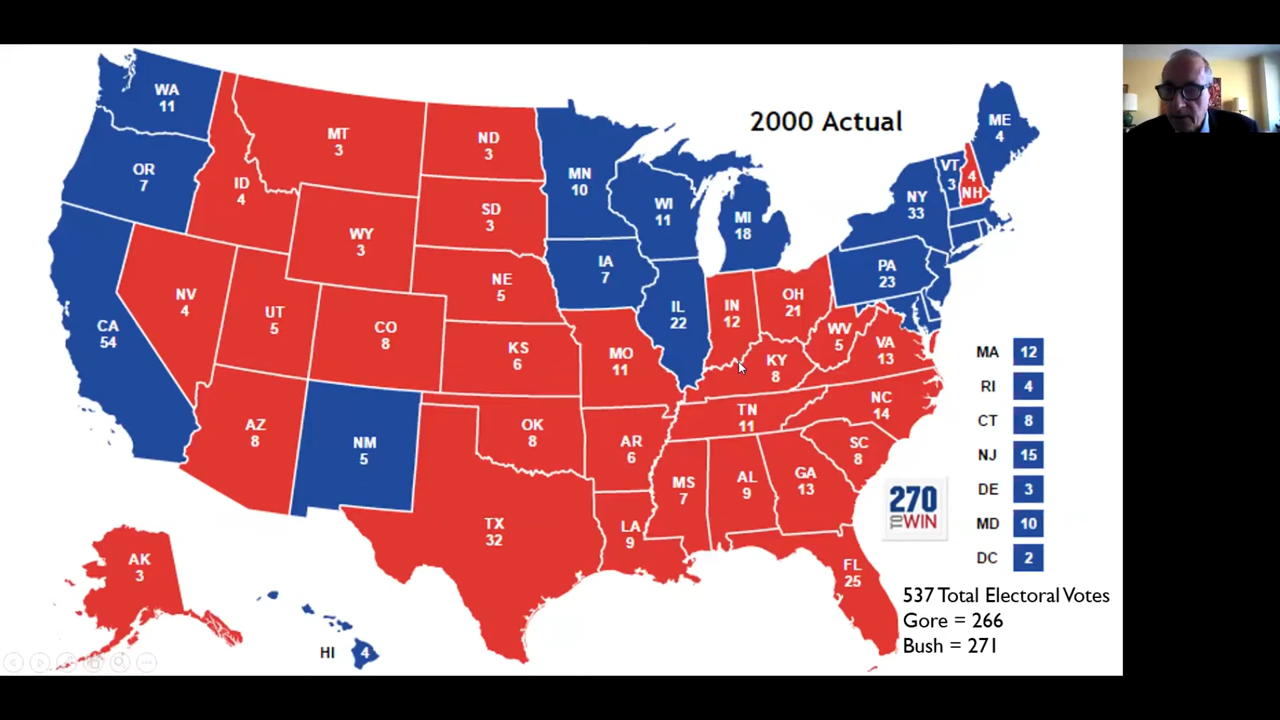 2000 Actual
WA
11
OR
7
CA
54
NV
4
ID
4
MT
3
WY
3
UT
5
CO
8
AZ
8
NM
5
ND
3
SD
3
NE
5
KS
6
OK
8
TX
32
MN
10
IA
7
MO
11
AR
6
LA
9
WI
11
IL
22
MI
18
IN
12
OH
21
KY
8
TN
11
MS
7
AL
9
GA
13
FL
25
SC
8
NC
14
VA
13
WV
5
PA
23
NY
33
VT
3
4
NH
ME
4
AK
3
HI 4
MA 12
RI 4
CT 8
NJ 15
DE 3
MD 10
DC 2
270
TO WIN
537 Total Electoral Votes
Gore = 266
Bush = 271